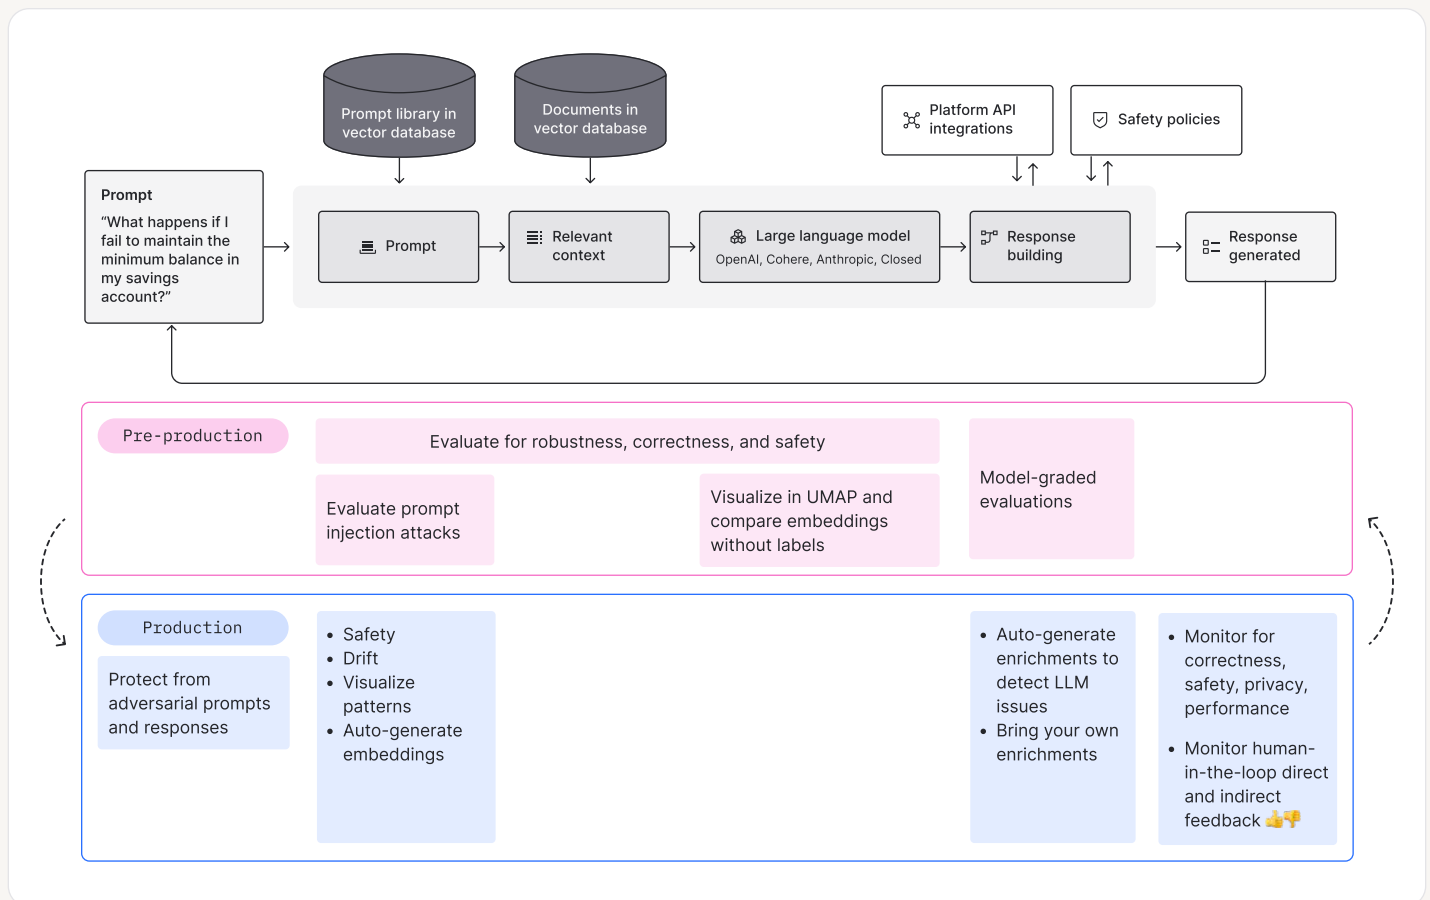 Prompt library in
vector database
Documents in
vector database
Platform API
integrations
Safety policies
Prompt
“What happens if I
fail to maintain the
minimum balance in
my savings
account?”
Prompt
Relevant
context
Large language model
OpenAI, Cohere, Anthropic, Closed
Response
building
Response
generated
Pre-production
Evaluate for robustness, correctness, and safety
Evaluate prompt
injection attacks
Visualize in UMAP and
compare embeddings
without labels
Model-graded
evaluations
Production
Protect from
adversarial prompts
and responses
• Safety
• Drift
• Visualize
patterns
• Auto-generate
embeddings
• Auto-generate
enrichments to
detect LLM
issues
• Bring your own
enrichments
• Monitor for
correctness,
safety, privacy,
performance
• Monitor human-
in-the-loop direct
and indirect
feedback 👍👎